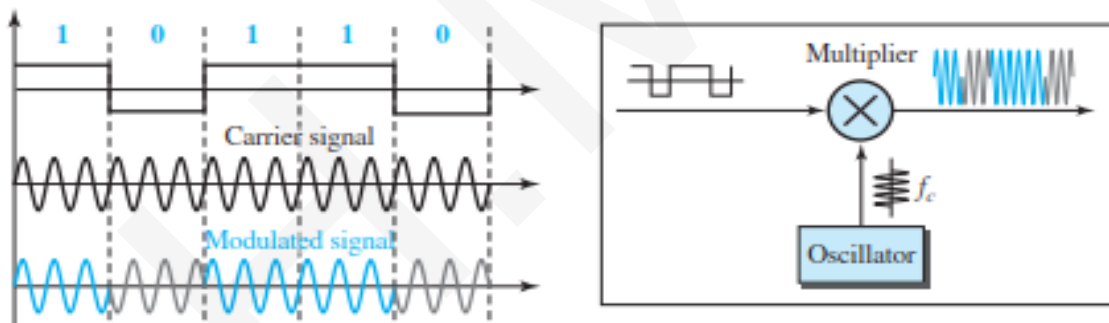 1 0 1 1 0
Carrier signal
Modulated signal
Multiplier
fc
Oscillator